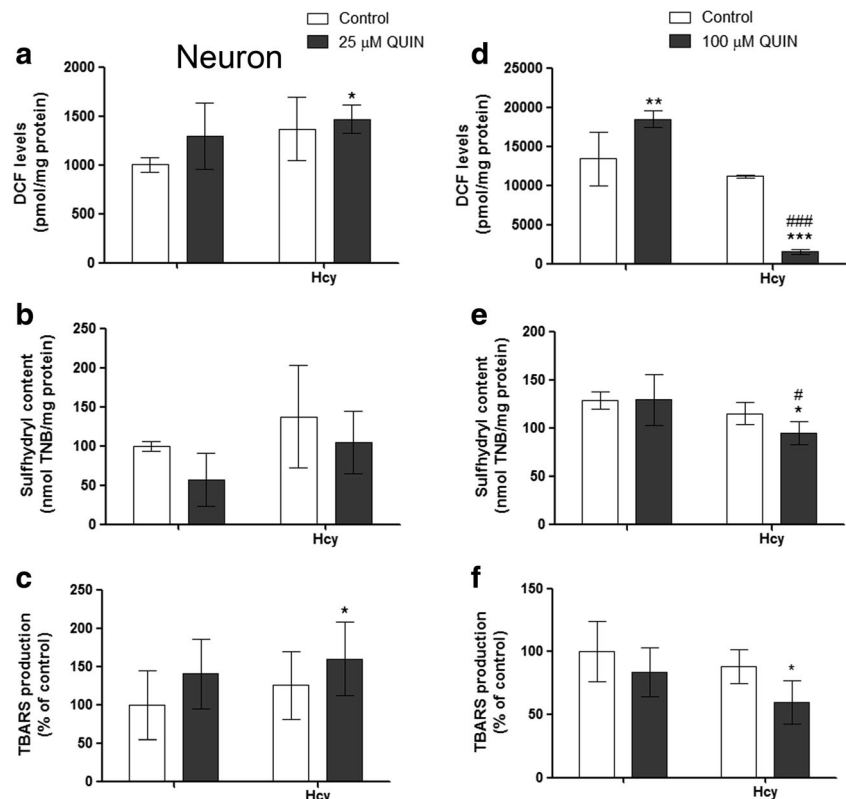 Control
25 μM QUIN
a
Neuron
DCF levels
(pmol/mg protein)
2000
1500
1000
500
0
*
Hcy
b
Sulfhydryl content
(nmol TNB/mg protein)
250
200
150
100
50
0
Hcy
c
TBARS production
(% of control)
250
200
150
100
50
0
*
Hcy
Control
100 μM QUIN
d
DCF levels
(pmol/mg protein)
25000
20000
15000
10000
5000
0
**
###
***
Hcy
e
Sulfhydryl content
(nmol TNB/mg protein)
200
150
100
50
0
#
*
Hcy
f
TBARS production
(% of control)
150
100
50
0
*
Hcy